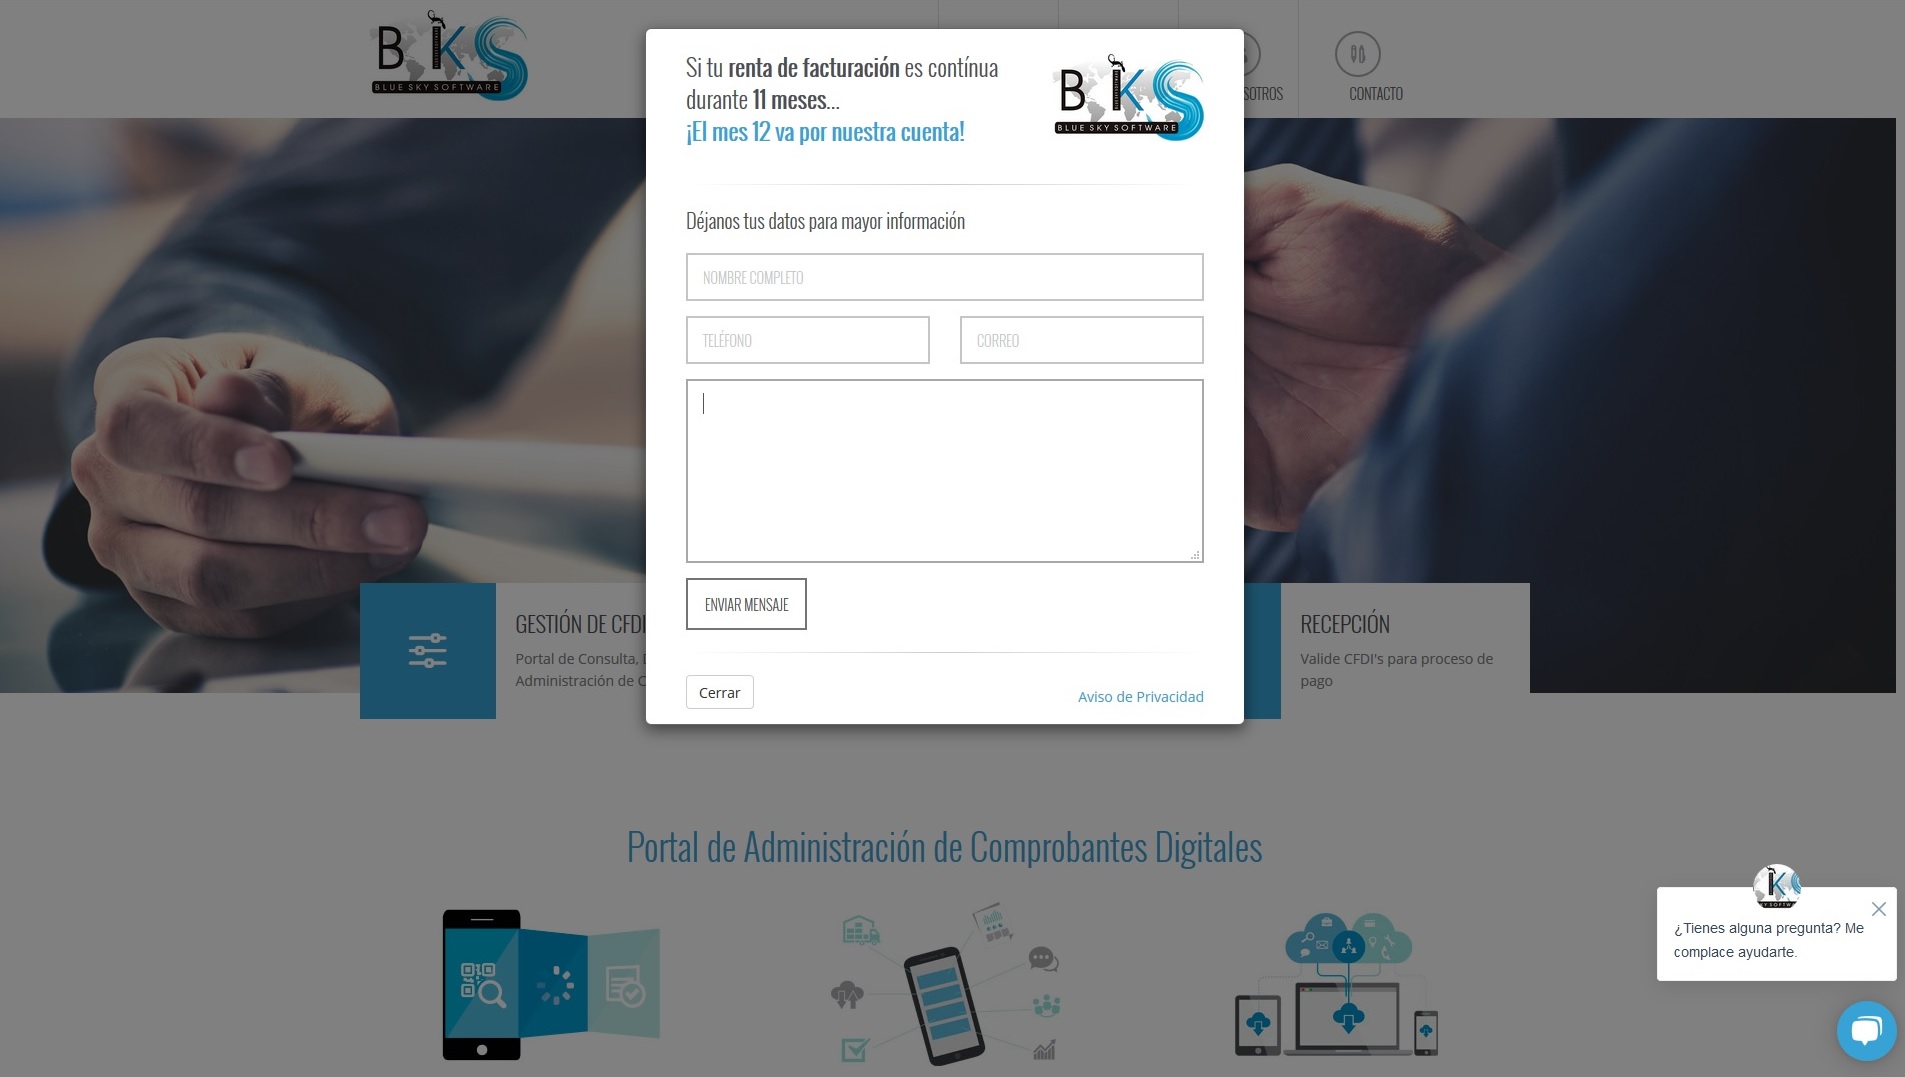 BKS
BLUE SKY SOFTWARE
SOTROS
CONTACTO
Si tu renta de facturación es contínua
durante 11 meses...
¡El mes 12 va por nuestra cuenta!
BKS
BLUE SKY SOFTWARE
Déjanos tus datos para mayor información
NOMBRE COMPLETO
TELÉFONO
CORREO
ENVIAR MENSAJE
Cerrar
Aviso de Privacidad
GESTIÓN DE CFDI
Portal de Consulta,
Administración de C
RECEPCIÓN
Valide CFDI's para proceso de
pago
Portal de Administración de Comprobantes Digitales
¿Tienes alguna pregunta? Me
complace ayudarte.